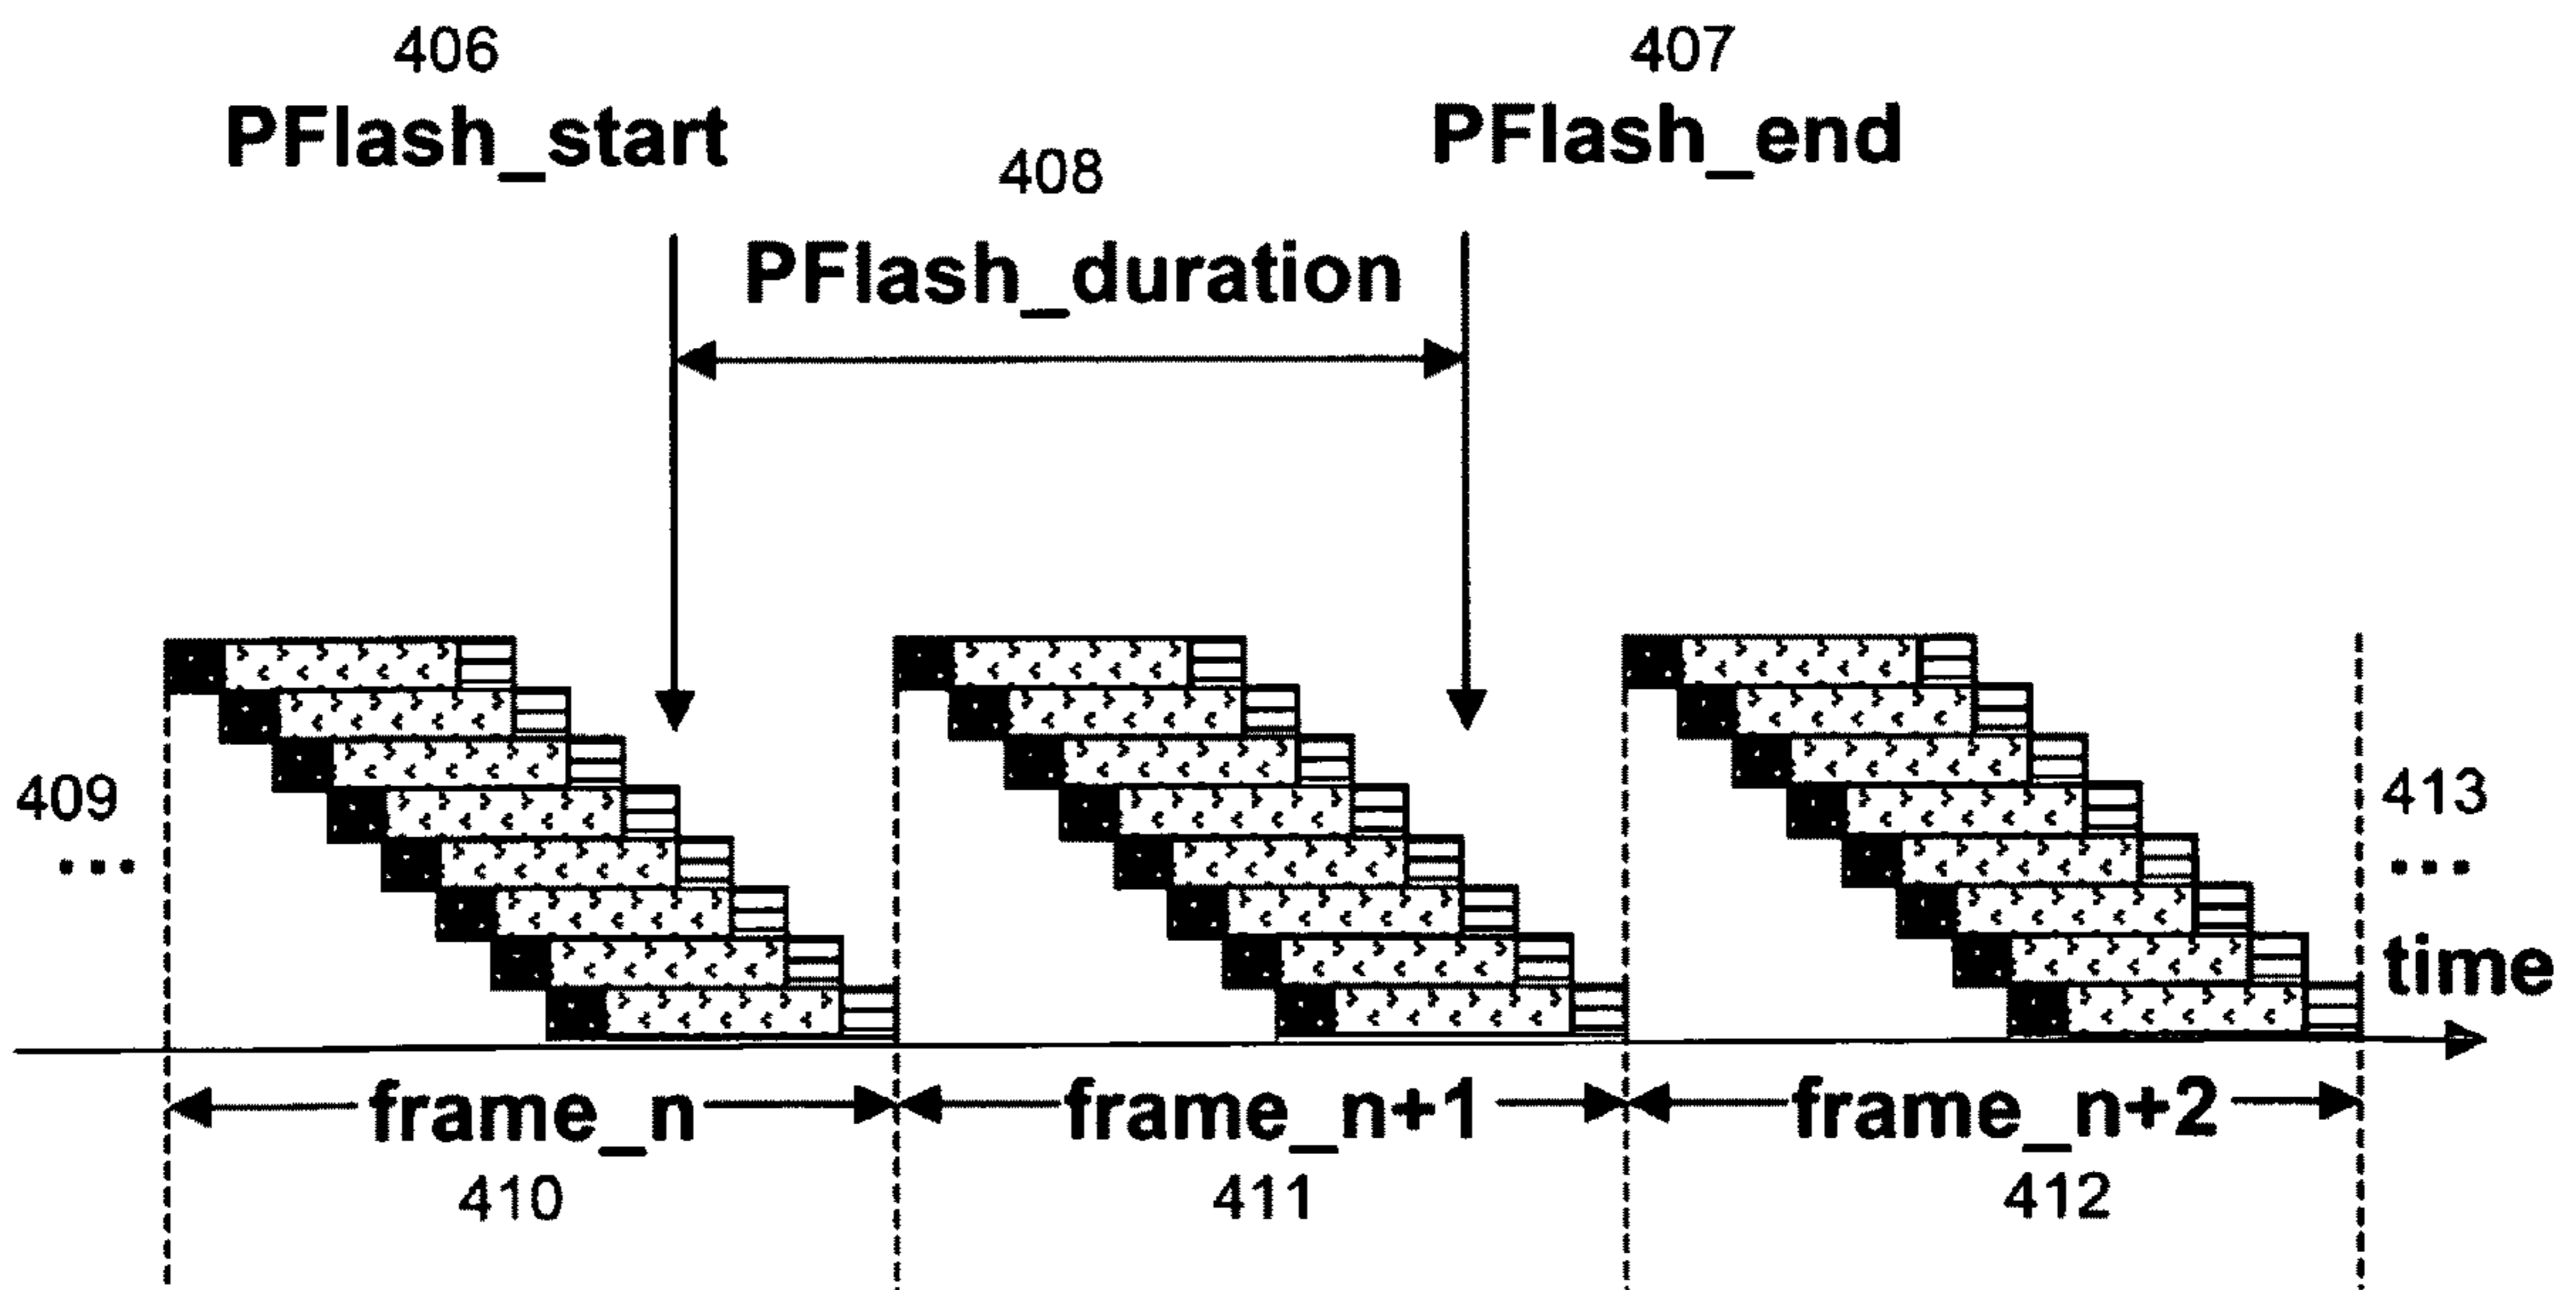 406
PFlash_start
407
PFlash_end
408
PFlash_duration
409
...
413
...
time
frame_n
frame_n+1
frame_n+2
410
411
412